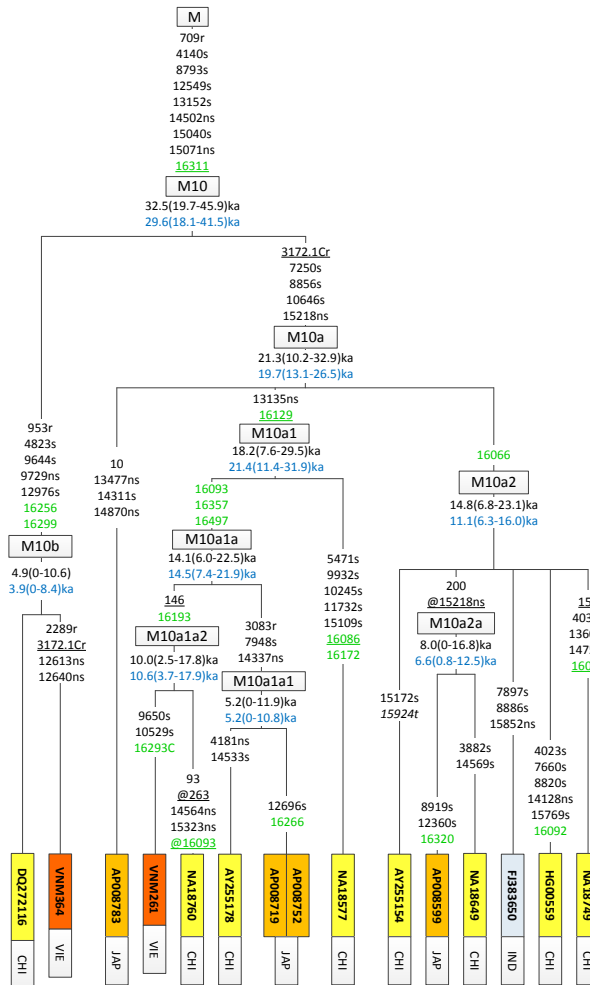 M
709r
4140s
8793s
12549s
13152s
14502ns
15040s
15071ns
16311
M10
32.5(19.7-45.9)ka
29.6(18.1-41.5)ka
3172.1Cr
7250s
8856s
10646s
15218ns
M10a
21.3(10.2-32.9)ka
19.7(13.1-26.5)ka
953r
4823s
9644s
9729ns
12976s
16256
16299
M10b
4.9(0-10.6)
3.9(0-8.4)ka
2289r
3172.1Cr
12613ns
12640ns
10
13477ns
14311s
14870ns
13135ns
16129
M10a1
18.2(7.6-29.5)ka
21.4(11.4-31.9)ka
16093
16357
16497
M10a1a
14.1(6.0-22.5)ka
14.5(7.4-21.9)ka
146
16193
M10a1a2
10.0(2.5-17.8)ka
10.6(3.7-17.9)ka
9650s
10529s
16293C
93
@263
14564ns
15323ns
@16093
3083r
7948s
14337ns
M10a1a1
5.2(0-11.9)ka
5.2(0-10.8)ka
4181ns
14533s
12696s
16266
5471s
9932s
10245s
11732s
15109s
16086
16172
16066
M10a2
14.8(6.8-23.1)ka
11.1(6.3-16.0)ka
15172s
15924t
200
@15218ns
M10a2a
8.0(0-16.8)ka
6.6(0.8-12.5)ka
8919s
12360s
16320
3882s
14569s
7897s
8886s
15852ns
4023s
7660s
8820s
14128ns
15769s
16092
15
403
1360
147
160
DQ272116
VNM364
AP008783
VNM261
NA18760
AY255178
AP008719
AP008752
NA18577
AY255154
AP008599
NA18649
FJ383650
HG00559
NA18749
CHI
VIE
JAP
VIE
CHI
CHI
JAP
CHI
CHI
JAP
CHI
IND
CHI
CHI